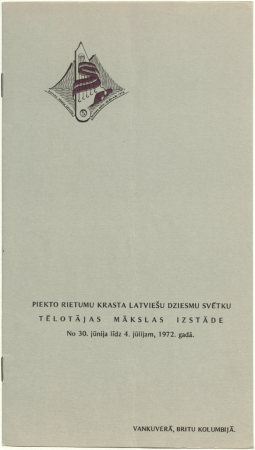 PIEKTO RIETUMU KRASTA LATVIEŠU DZIESMU SVĒTKU
TĒLOTĀJAS MĀKSLAS IZSTĀDE
No 30. jūnija līdz 4. jūlijam, 1972. gadā.
VANKUVERĀ, BRITU KOLUMBIJĀ.